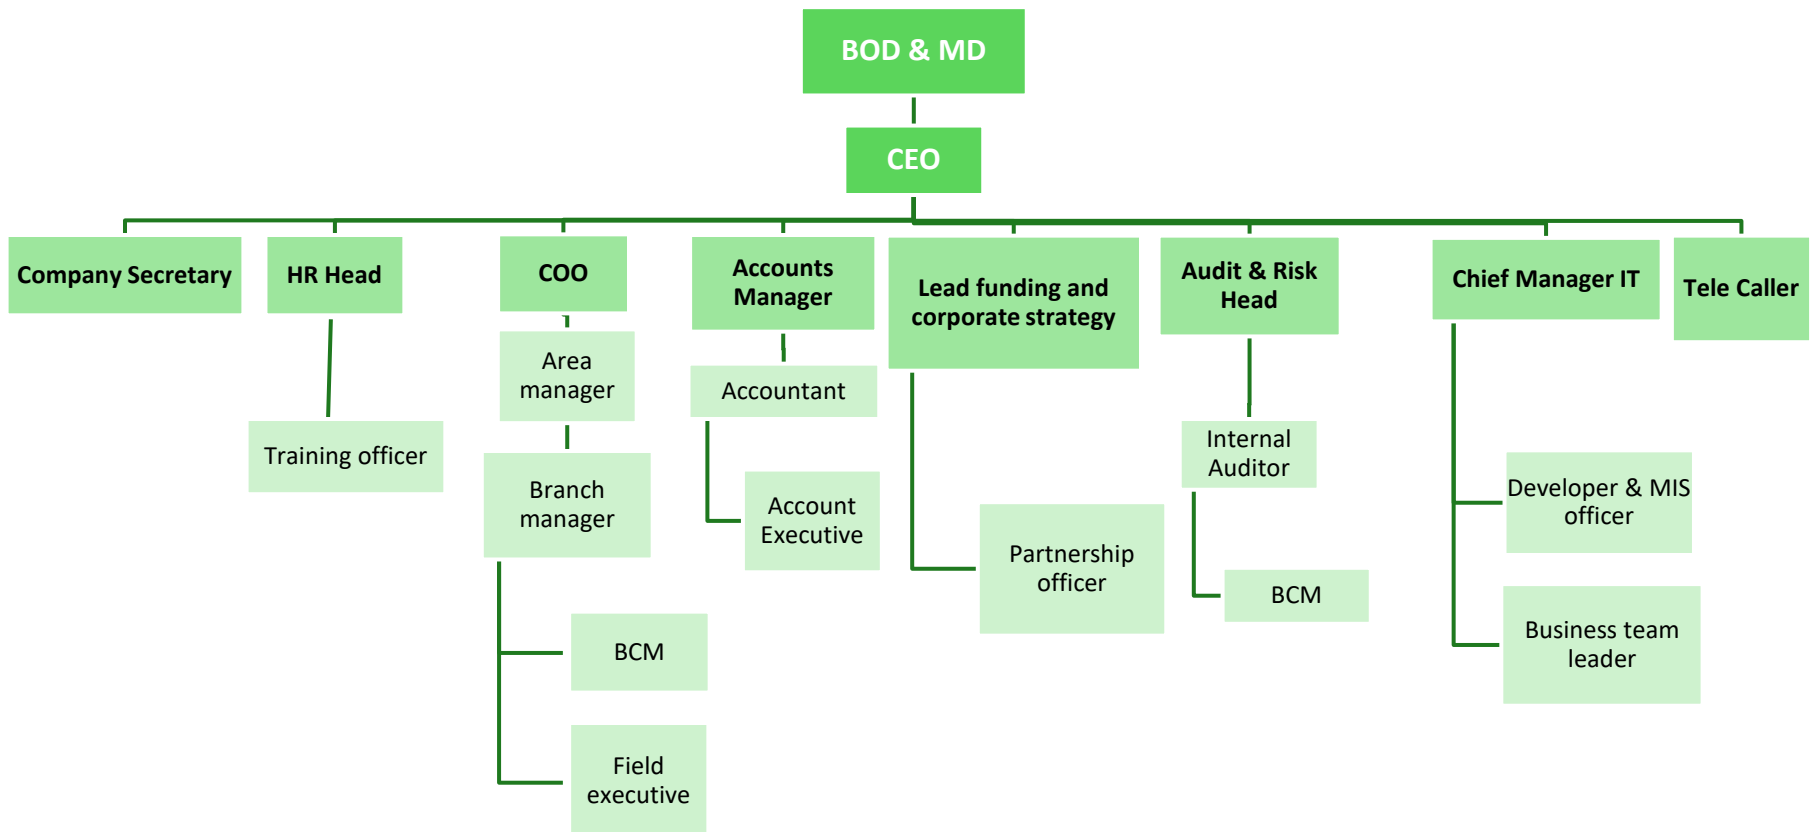 BOD & MD
CEO
Company Secretary
HR Head
COO
Accounts
Manager
Lead funding and
corporate strategy
Audit & Risk
Head
Chief Manager IT
Tele Caller
Training officer
Area
manager
Branch
manager
BCM
Field
executive
Accountant
Account
Executive
Partnership
officer
Internal
Auditor
BCM
Developer & MIS
officer
Business team
leader